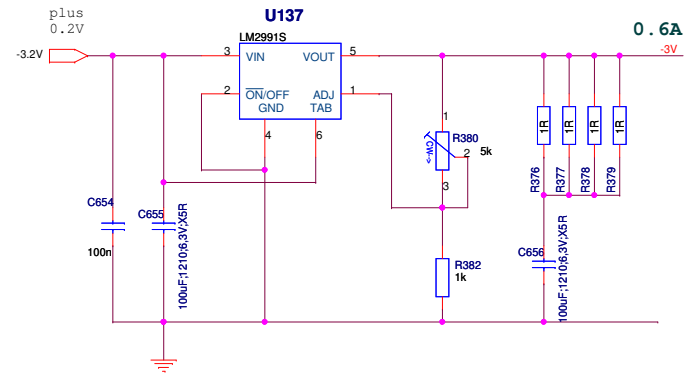 plus
0.2V
U137
0.6A
LM2991S
-3.2V
3
VIN
VOUT
5
-3V
2
ON/OFF
ADJ
1
GND
TAB
4
6
1
R380
2
5k
CW->
3
1R
1R
1R
1R
R376
R377
R378
R379
C654
100n
C655
100uF;1210;6,3V;X5R
R382
1k
C656
100uF;1210;6,3V;X5R